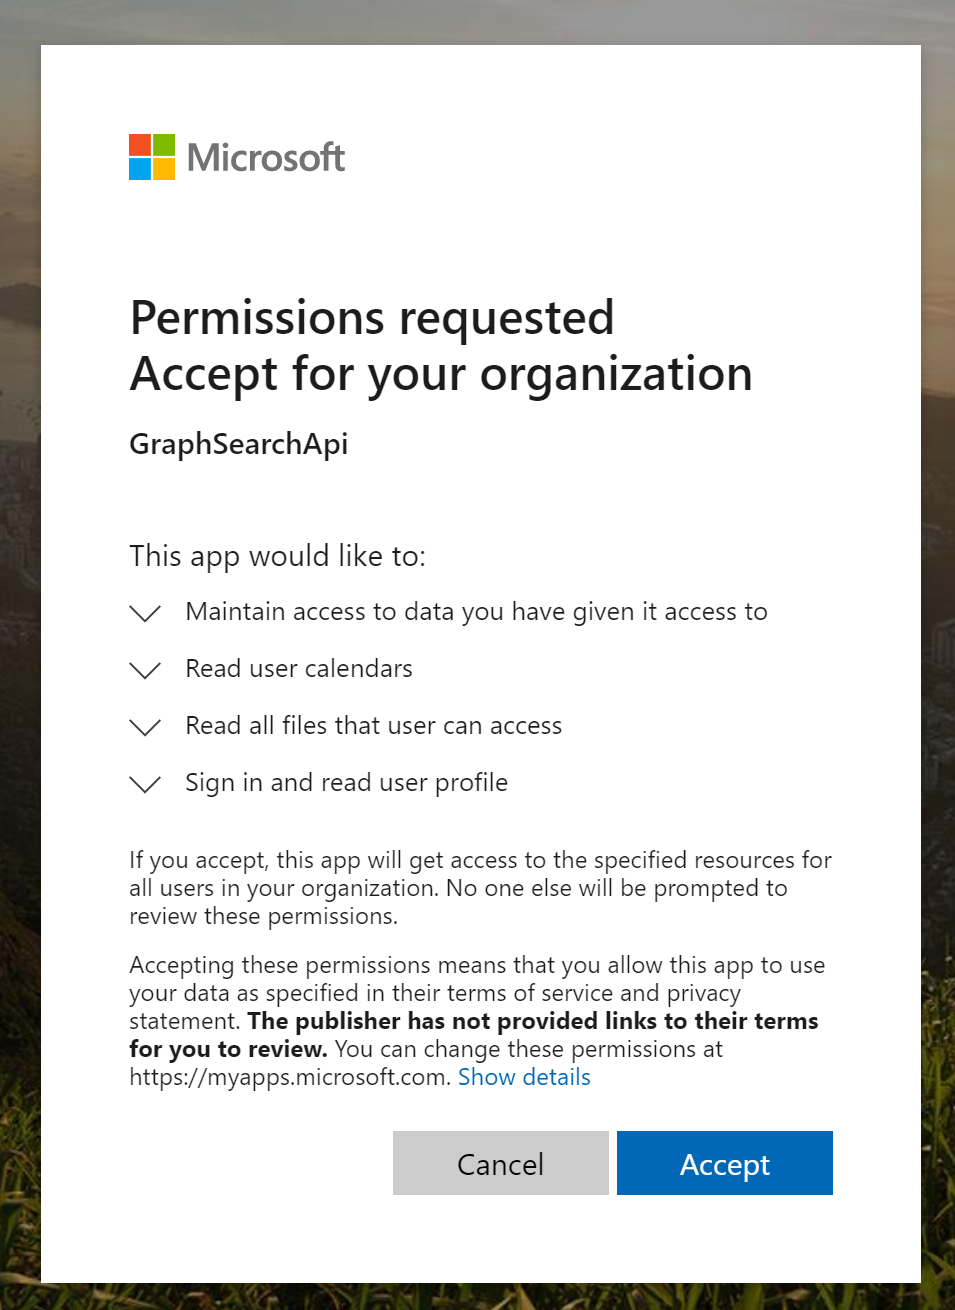 Microsoft
Permissions requested
Accept for your organization
GraphSearchApi
This app would like to:
Maintain access to data you have given it access to
Read user calendars
Read all files that user can access
Sign in and read user profile
If you accept, this app will get access to the specified resources for
all users in your organization. No one else will be prompted to
review these permissions.
Accepting these permissions means that you allow this app to use
your data as specified in their terms of service and privacy
statement. The publisher has not provided links to their terms
for you to review. You can change these permissions at
https://myapps.microsoft.com. Show details
Cancel Accept